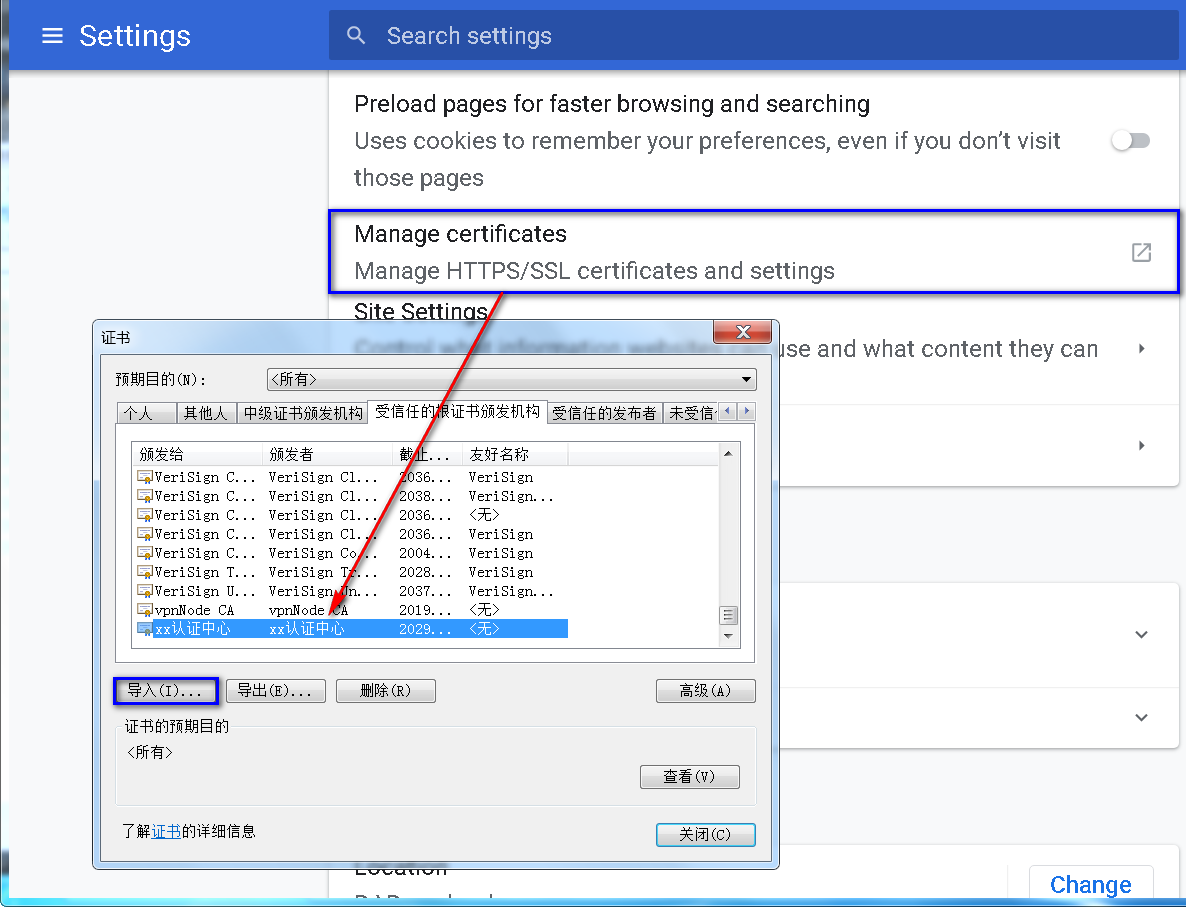 Settings
Search settings
Preload pages for faster browsing and searching
Uses cookies to remember your preferences, even if you don’t visit
those pages
Manage certificates
Manage HTTPS/SSL certificates and settings
Site Settings
use and what content they can
证书
预期目的(N):
<所有>
个人 其他人 中级证书颁发机构 受信任的根证书颁发机构 受信任的发布者 未受信
颁发给 颁发者 截止... 友好名称
VeriSign C... VeriSign Cl... 2036... VeriSign
VeriSign C... VeriSign Cl... 2038... VeriSign...
VeriSign C... VeriSign Cl... 2036... <无>
VeriSign C... VeriSign Cl... 2036... VeriSign
VeriSign C... VeriSign Co... 2004... VeriSign
VeriSign T... VeriSign Tr... 2028... VeriSign
VeriSign U... VeriSign Un... 2037... VeriSign...
vpnNode CA vpnNode CA 2019... <无>
xx认证中心 xx认证中心 2029... <无>
导入(I)... 导出(E)... 删除(R) 高级(A)
证书的预期目的
<所有>
查看(V)
了解证书的详细信息
关闭(C)
Location
Change